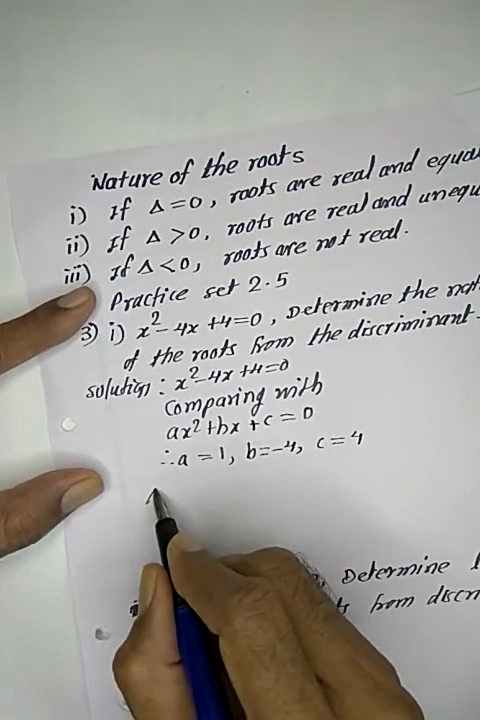 Nature of the roots
i) If Δ=0, roots are real and equa
ii) If Δ>0, roots are real and unequ
iii) If Δ<0, roots are not real.
Practice set 2.5
3) i) x²-4x+4=0, Determine the nat
of the roots from the discriminant.
Solution: x²-4x+4=0
Comparing with
ax²+bx+c=0
∴a=1, b=-4, c=4
Determine
from discr